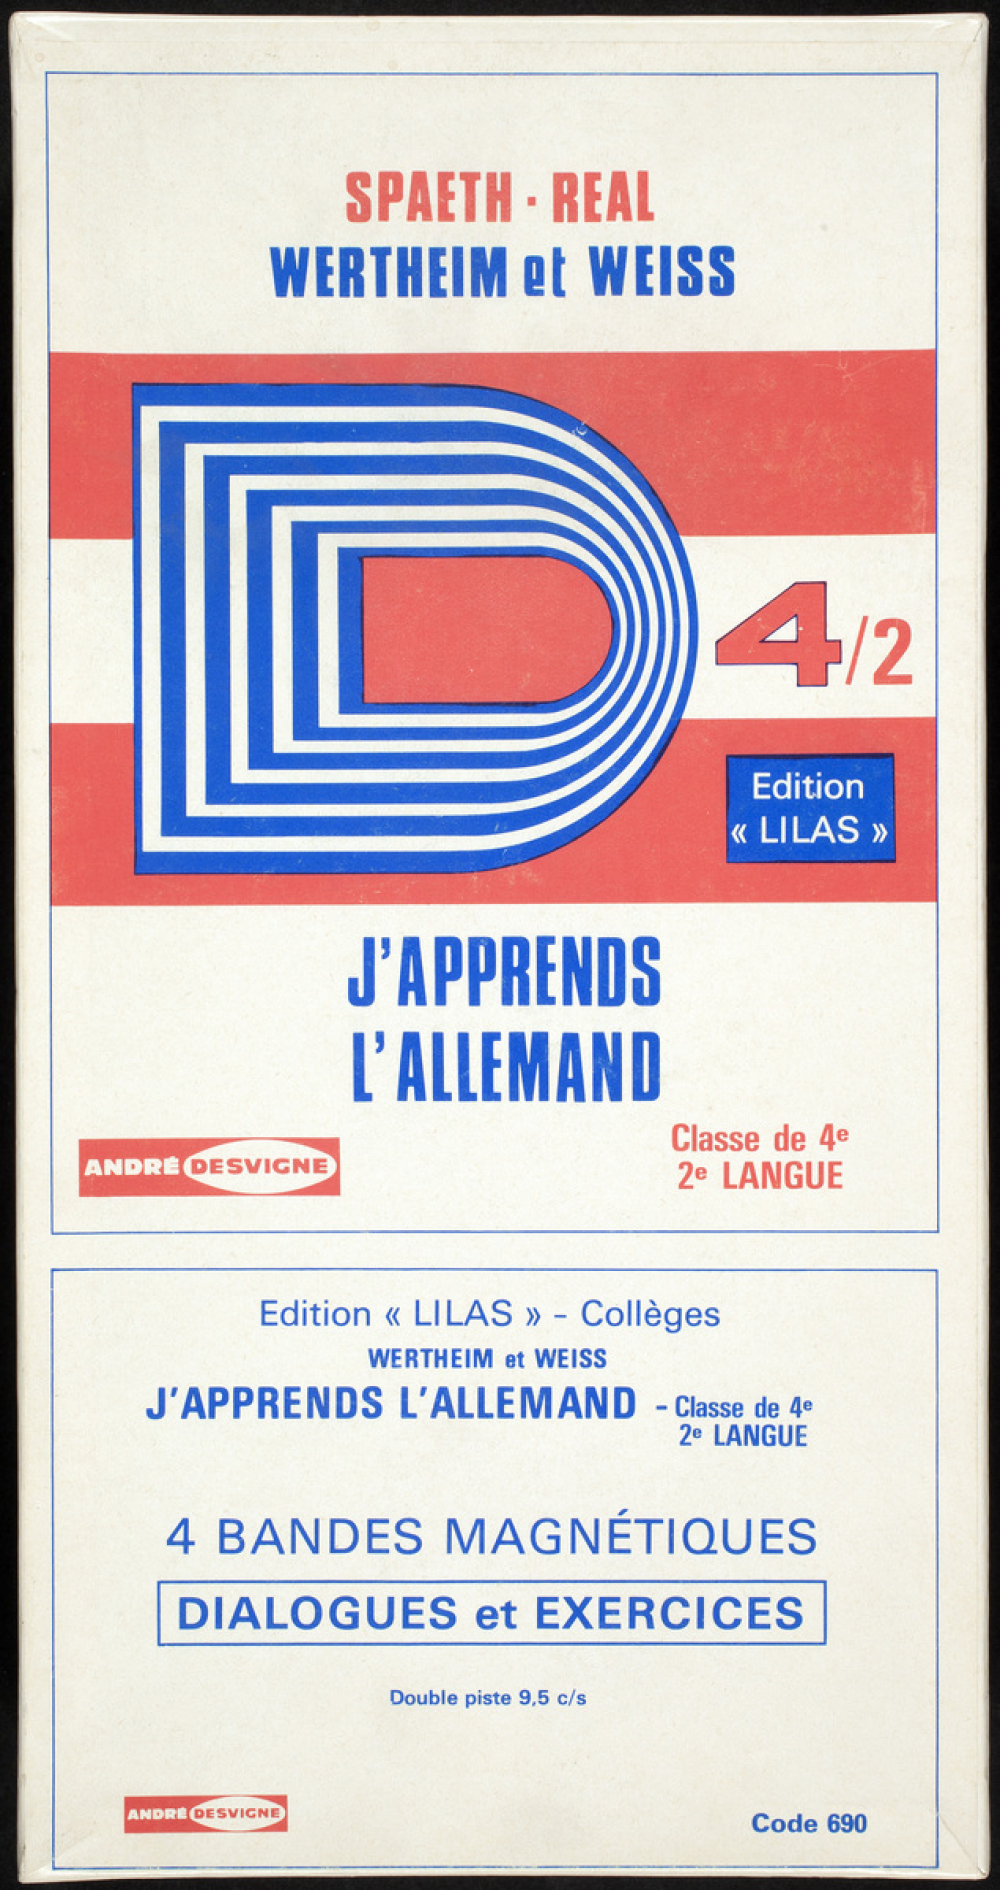 SPAETH · REAL
WERTHEIM et WEISS
D
4/2
Edition
« LILAS »
J'APPRENDS
L'ALLEMAND
Classe de 4e
2e LANGUE
ANDRÉ DESVIGNE
Edition « LILAS » - Collèges
WERTHEIM et WEISS
J'APPRENDS L'ALLEMAND - Classe de 4e
2e LANGUE
4 BANDES MAGNÉTIQUES
DIALOGUES et EXERCICES
Double piste 9,5 c/s
ANDRÉ DESVIGNE
Code 690